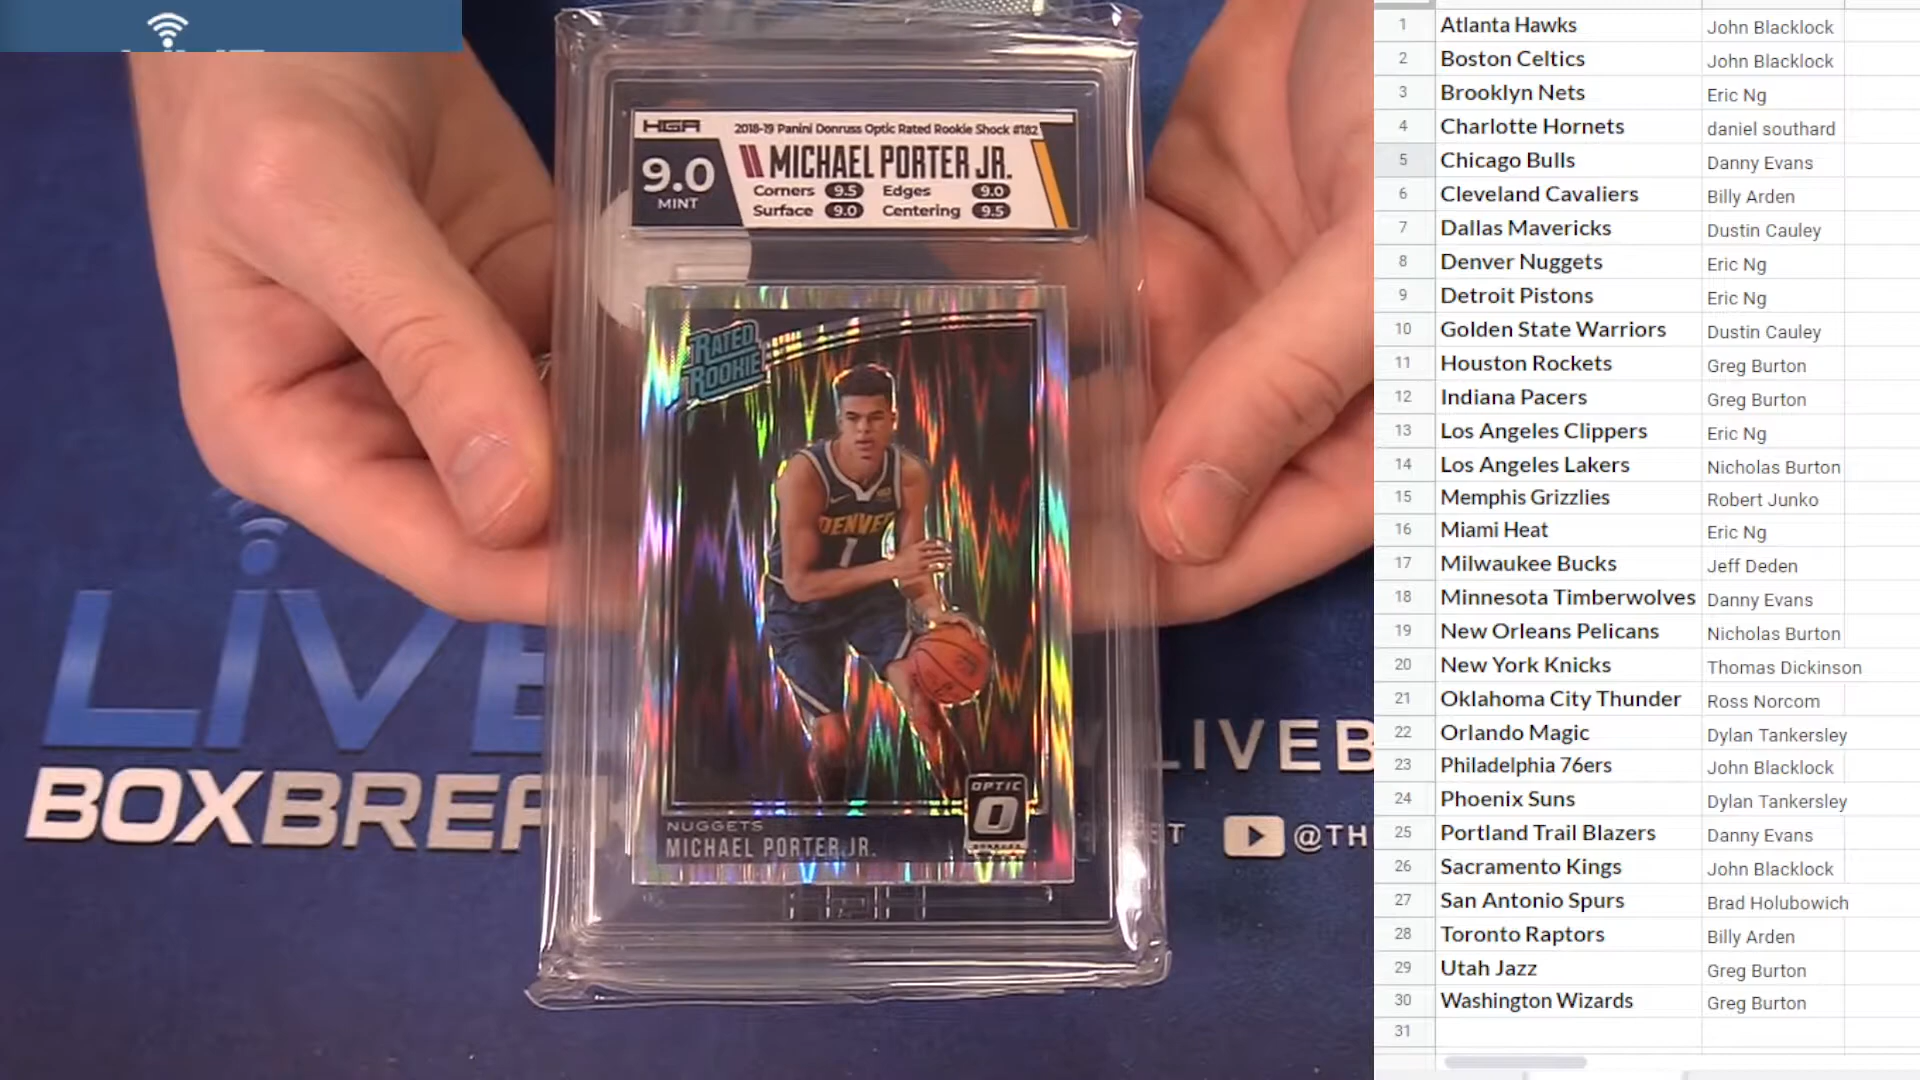 HGA
2018-19 Panini Donruss Optic Rated Rookie Shock #182
9.0
MINT
MICHAEL PORTER JR.
Corners 9.5 Edges 9.0
Surface 9.0 Centering 9.5
RATED
ROOKIE
DENVER
1
OPTIC
NUGGETS
MICHAEL PORTER JR.
LIVE
BOXBREA
LIVEB
@TH
1 Atlanta Hawks John Blacklock
2 Boston Celtics John Blacklock
3 Brooklyn Nets Eric Ng
4 Charlotte Hornets daniel southard
5 Chicago Bulls Danny Evans
6 Cleveland Cavaliers Billy Arden
7 Dallas Mavericks Dustin Cauley
8 Denver Nuggets Eric Ng
9 Detroit Pistons Eric Ng
10 Golden State Warriors Dustin Cauley
11 Houston Rockets Greg Burton
12 Indiana Pacers Greg Burton
13 Los Angeles Clippers Eric Ng
14 Los Angeles Lakers Nicholas Burton
15 Memphis Grizzlies Robert Junko
16 Miami Heat Eric Ng
17 Milwaukee Bucks Jeff Deden
18 Minnesota Timberwolves Danny Evans
19 New Orleans Pelicans Nicholas Burton
20 New York Knicks Thomas Dickinson
21 Oklahoma City Thunder Ross Norcom
22 Orlando Magic Dylan Tankersley
23 Philadelphia 76ers John Blacklock
24 Phoenix Suns Dylan Tankersley
25 Portland Trail Blazers Danny Evans
26 Sacramento Kings John Blacklock
27 San Antonio Spurs Brad Holubowich
28 Toronto Raptors Billy Arden
29 Utah Jazz Greg Burton
30 Washington Wizards Greg Burton
31